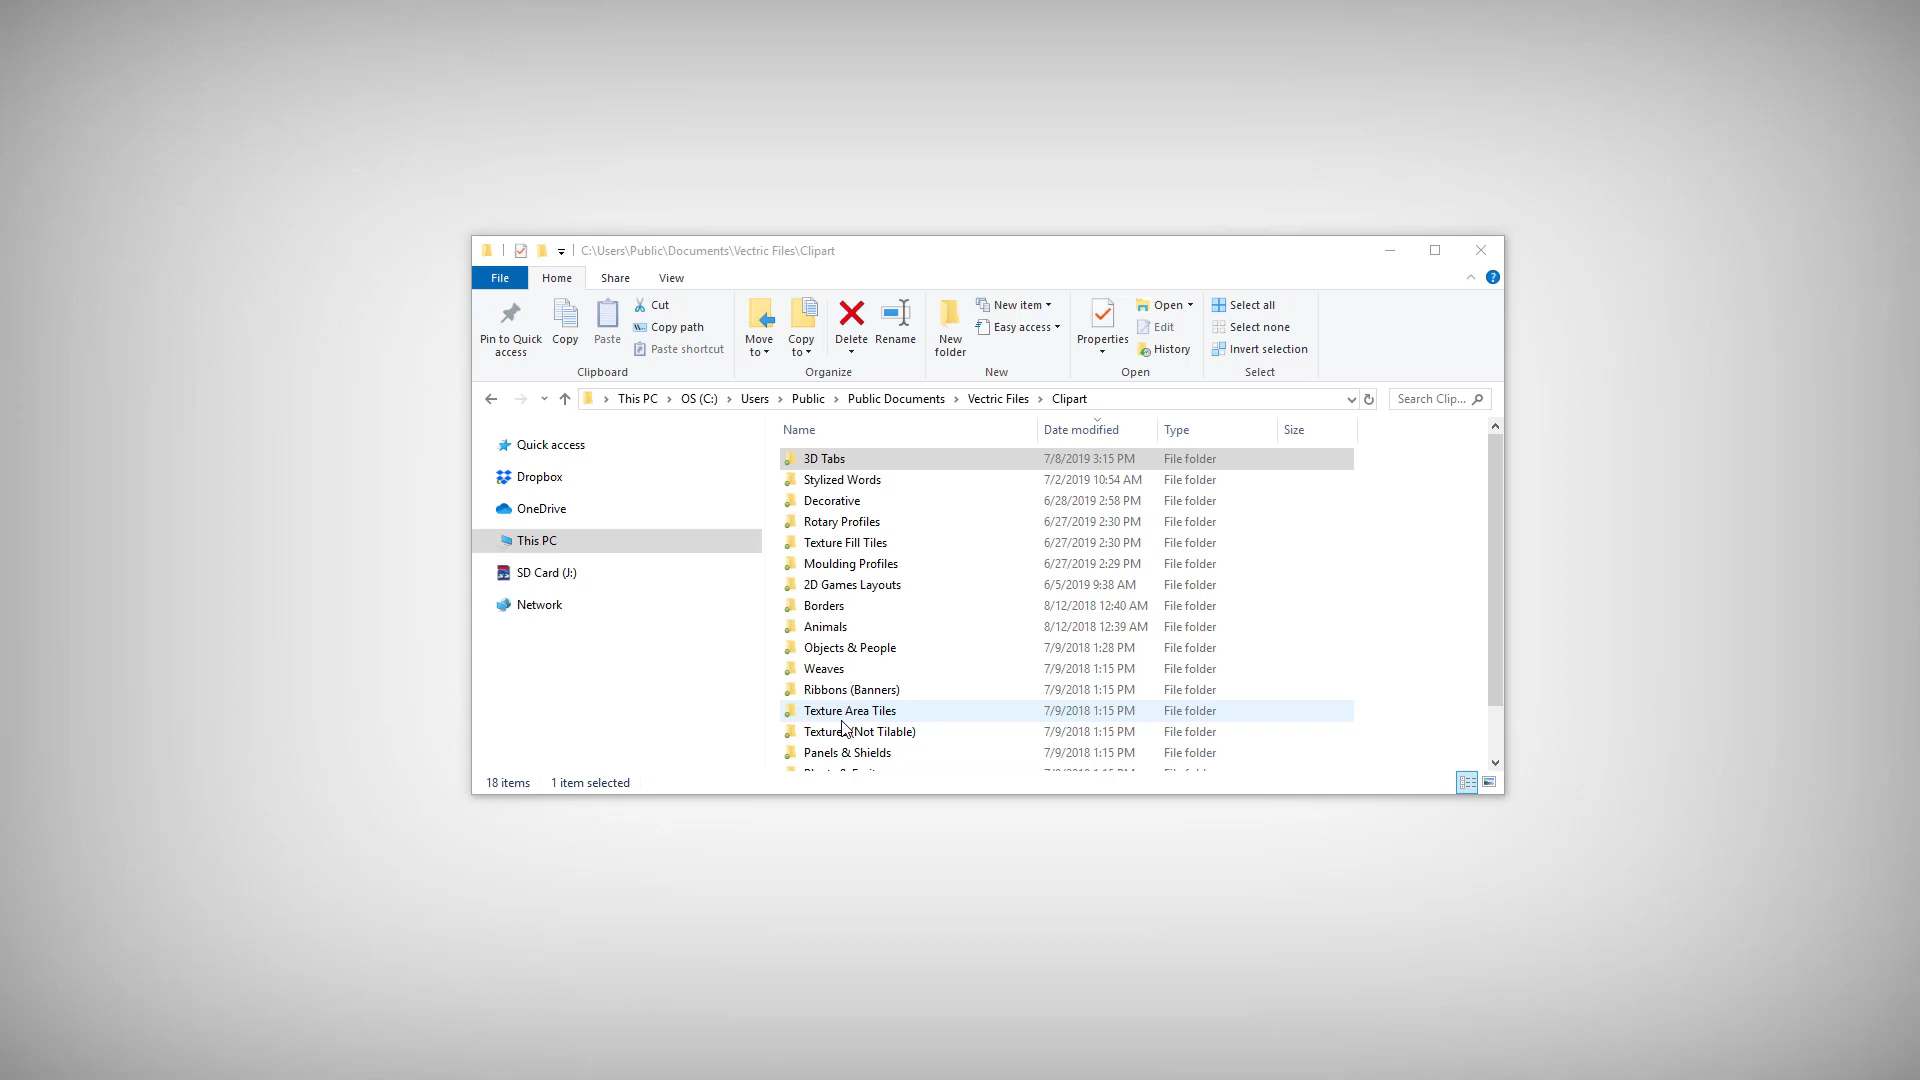 C:\Users\Public\Documents\Vectric Files\Clipart
File Home Share View
Pin to Quick access
Copy
Paste
Cut
Copy path
Paste shortcut
Clipboard
Move to
Copy to
Delete
Rename
Organize
New folder
New item
Easy access
New
Properties
Open
Edit
History
Open
Select all
Select none
Invert selection
Select
This PC > OS (C:) > Users > Public > Public Documents > Vectric Files > Clipart
Search Clip...
Quick access
Dropbox
OneDrive
This PC
SD Card (J:)
Network
Name Date modified Type Size
3D Tabs 7/8/2019 3:15 PM File folder
Stylized Words 7/2/2019 10:54 AM File folder
Decorative 6/28/2019 2:58 PM File folder
Rotary Profiles 6/27/2019 2:30 PM File folder
Texture Fill Tiles 6/27/2019 2:30 PM File folder
Moulding Profiles 6/27/2019 2:29 PM File folder
2D Games Layouts 6/5/2019 9:38 AM File folder
Borders 8/12/2018 12:40 AM File folder
Animals 8/12/2018 12:39 AM File folder
Objects & People 7/9/2018 1:28 PM File folder
Weaves 7/9/2018 1:15 PM File folder
Ribbons (Banners) 7/9/2018 1:15 PM File folder
Texture Area Tiles 7/9/2018 1:15 PM File folder
(Not Tilable) 7/9/2018 1:15 PM File folder
Panels & Shields 7/9/2018 1:15 PM File folder
18 items 1 item selected